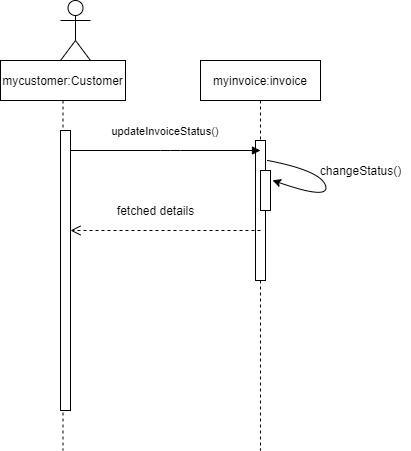 mycustomer:Customer
myinvoice:invoice
updateInvoiceStatus()
changeStatus()
fetched details